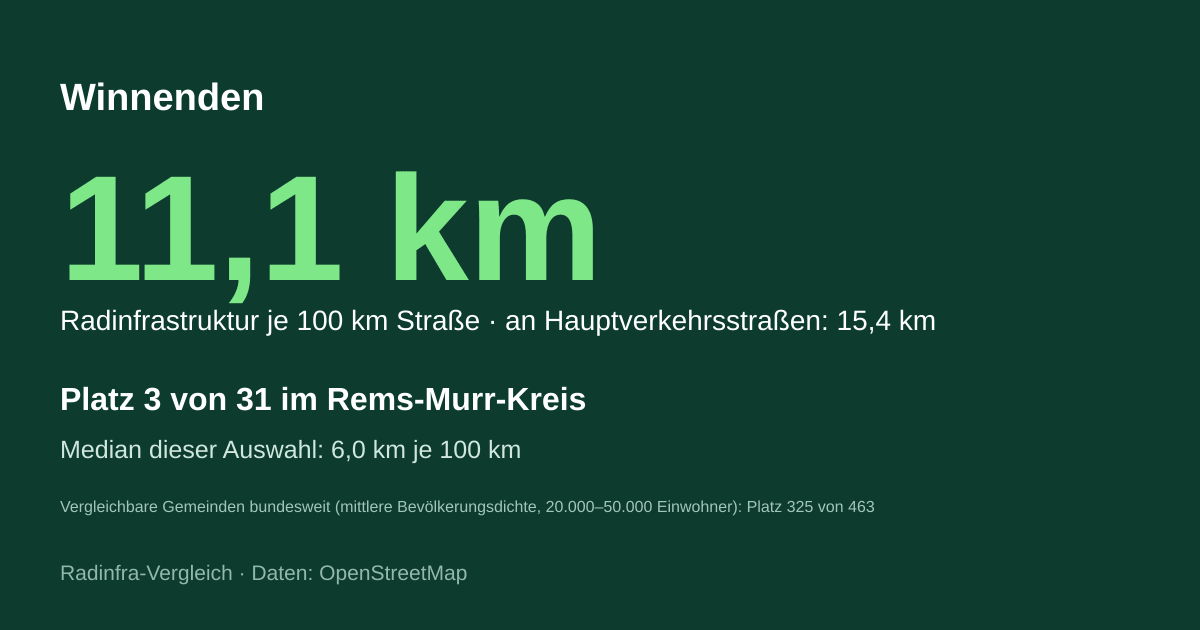 Winnenden
11,1 km
Radinfrastruktur je 100 km Straße · an Hauptverkehrsstraßen: 15,4 km
Platz 3 von 31 im Rems-Murr-Kreis
Median dieser Auswahl: 6,0 km je 100 km
Vergleichbare Gemeinden bundesweit (mittlere Bevölkerungsdichte, 20.000–50.000 Einwohner): Platz 325 von 463
Radinfra-Vergleich · Daten: OpenStreetMap